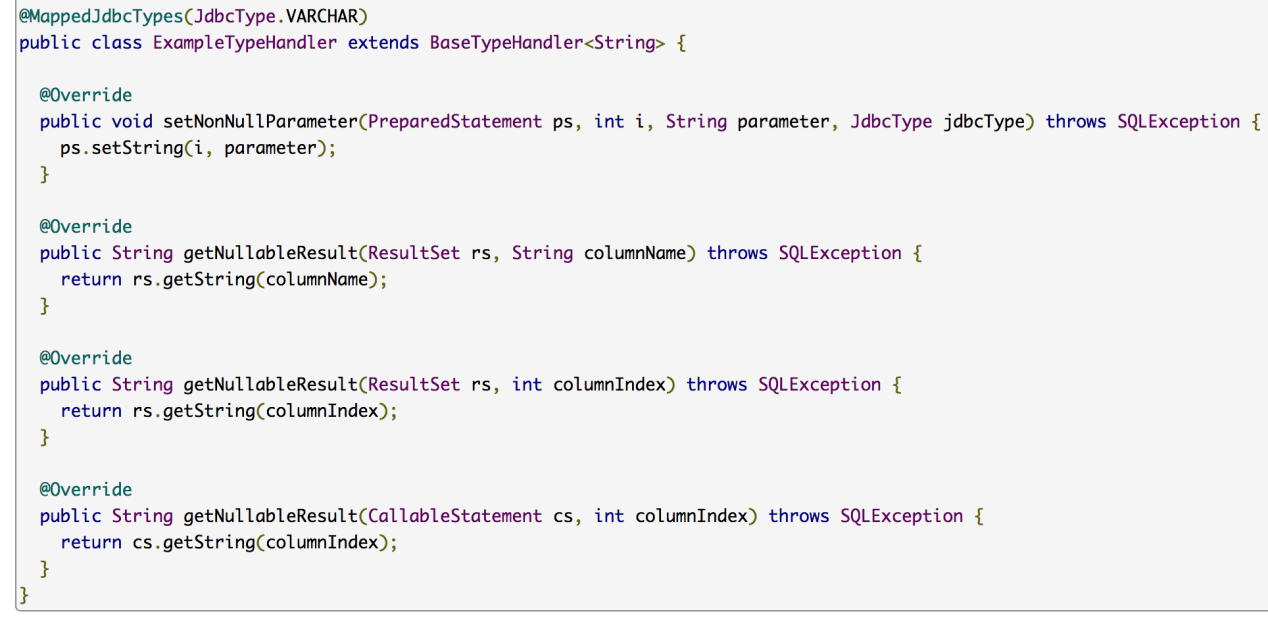 @MappedJdbcTypes(JdbcType.VARCHAR)
public class ExampleTypeHandler extends BaseTypeHandler<String> {
@Override
public void setNonNullParameter(PreparedStatement ps, int i, String parameter, JdbcType jdbcType) throws SQLException {
ps.setString(i, parameter);
}
@Override
public String getNullableResult(ResultSet rs, String columnName) throws SQLException {
return rs.getString(columnName);
}
@Override
public String getNullableResult(ResultSet rs, int columnIndex) throws SQLException {
return rs.getString(columnIndex);
}
@Override
public String getNullableResult(CallableStatement cs, int columnIndex) throws SQLException {
return cs.getString(columnIndex);
}
}